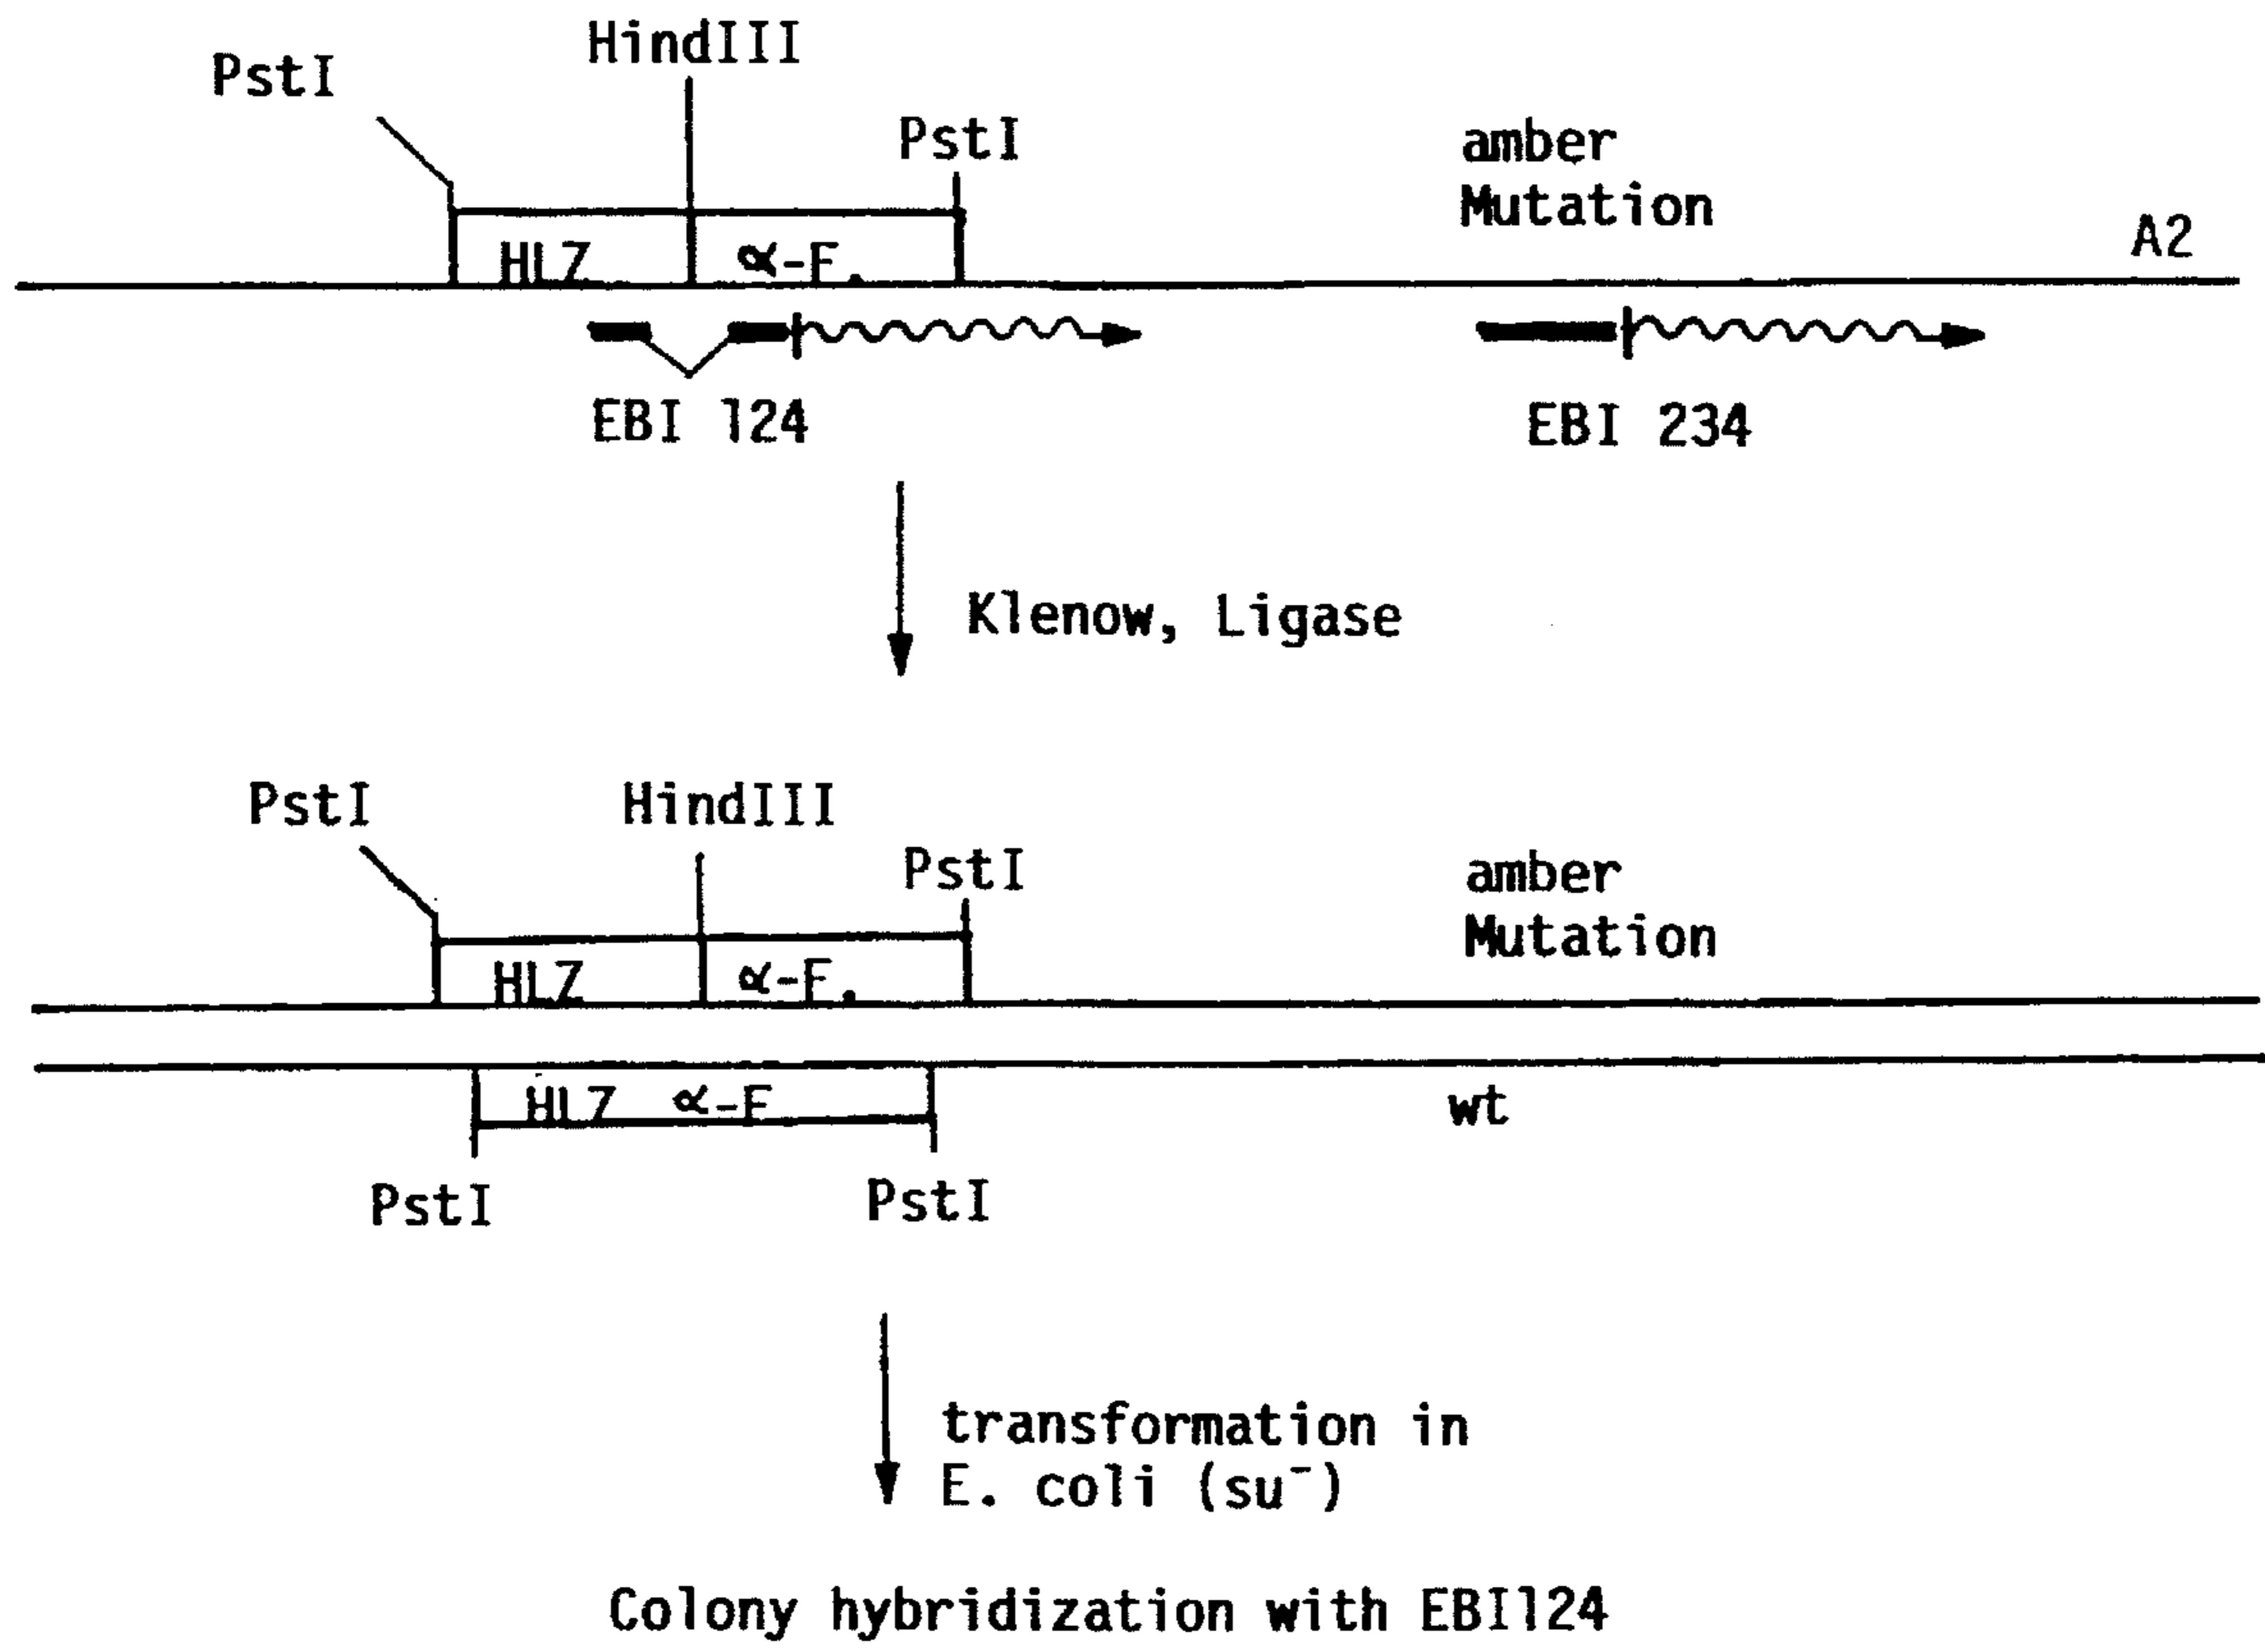 HindIII
PstI
PstI
amber
Mutation
A2
HLZ
α-F.
EBI 124
EBI 234
Klenow, Ligase
PstI
HindIII
PstI
amber
Mutation
HLZ
α-F.
HLZ α-F
wt
PstI
PstI
transformation in
E. coli (su⁻)
Colony hybridization with EBI124